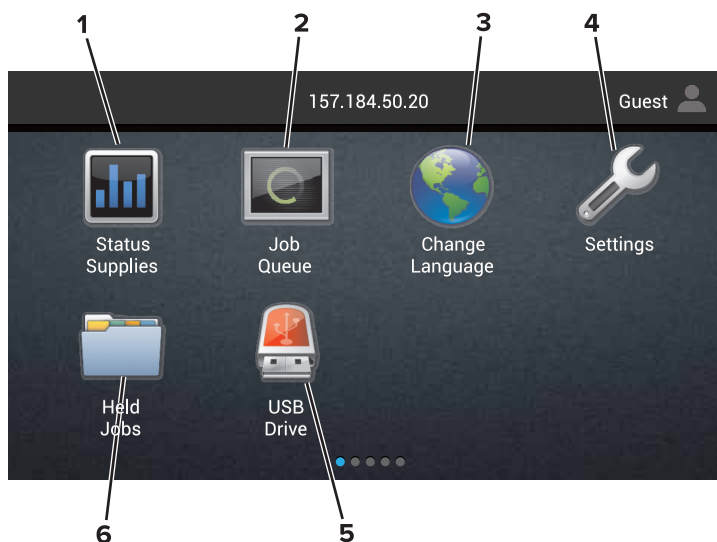 1 2 3 4
157.184.50.20 Guest
Status Job Change Settings
Supplies Queue Language
Held USB
Jobs Drive
6 5